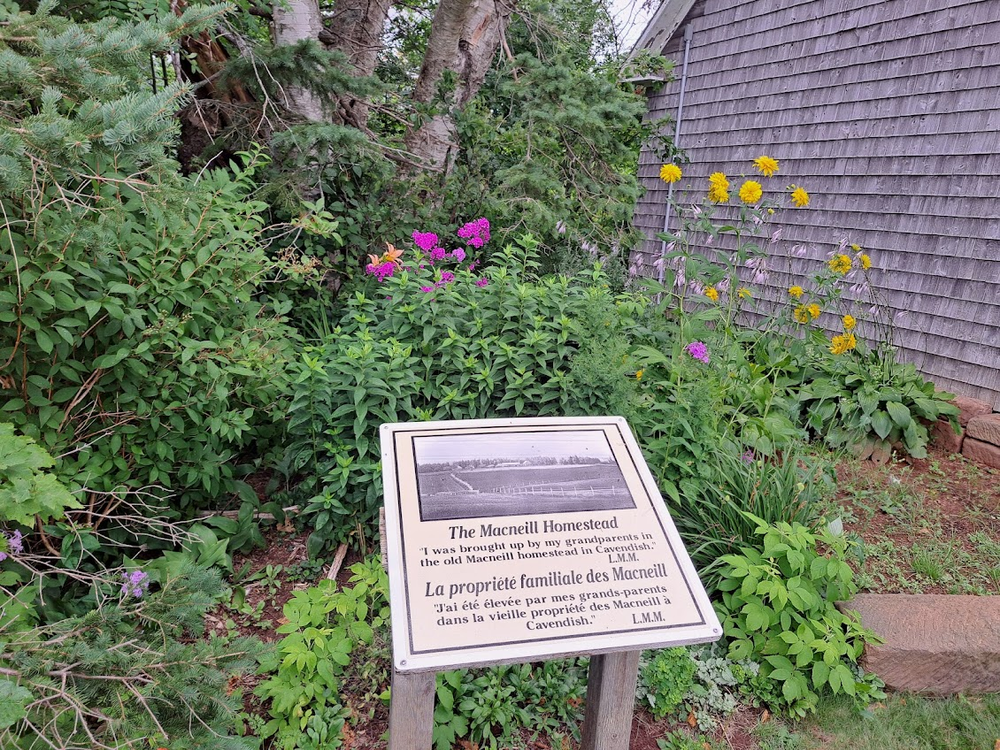 The Macneill Homestead
"I was brought up by my grandparents in
the old Macneill homestead in Cavendish."
L.M.M.
La propriété familiale des Macneill
"J'ai été élevée par mes grands-parents
dans la vieille propriété des Macneill à
Cavendish." L.M.M.